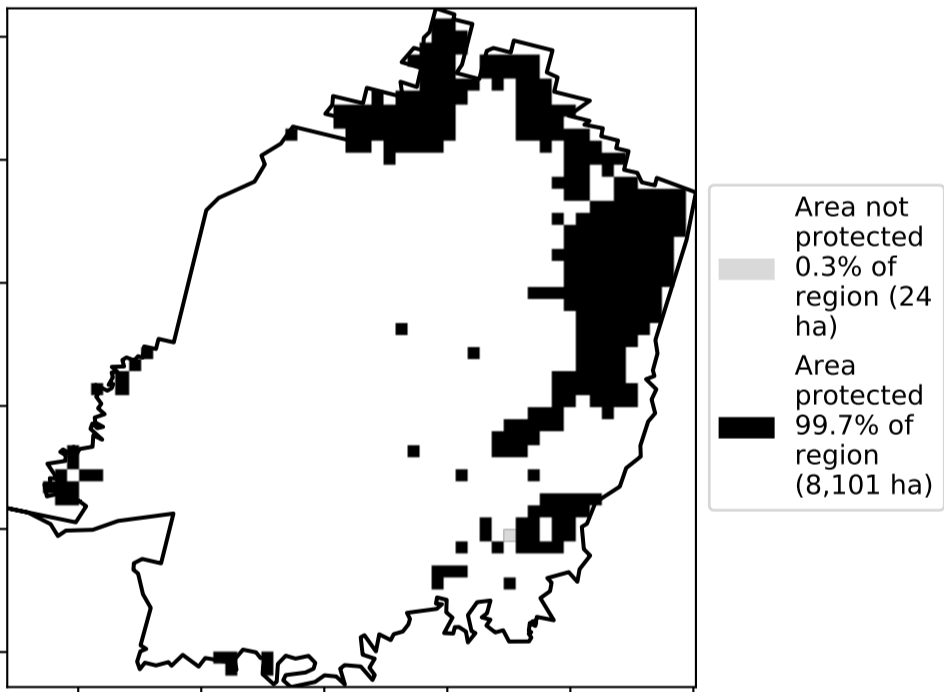 Area not
protected
0.3% of
region (24
ha)
Area
protected
99.7% of
region
(8,101 ha)